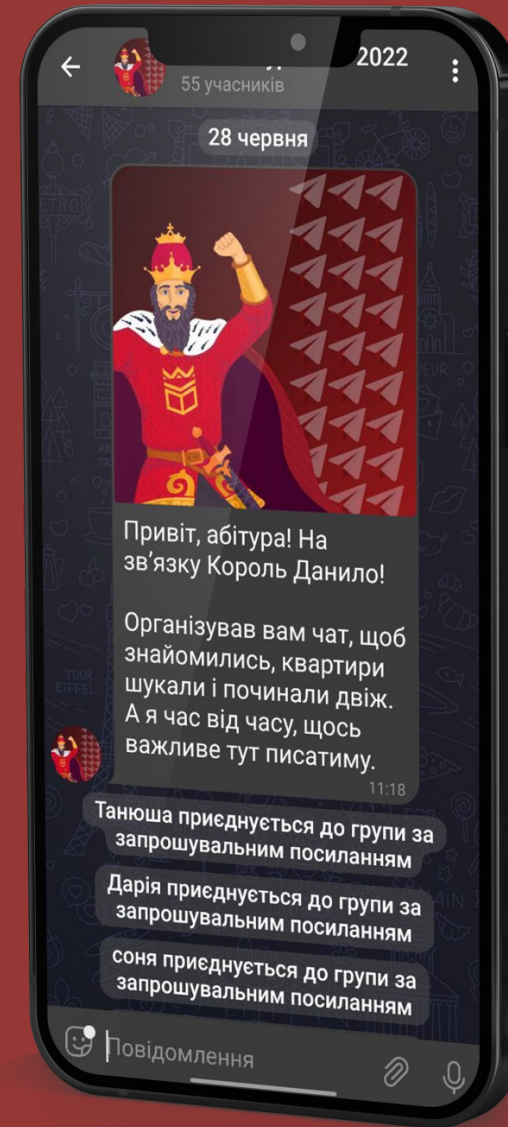 2022
55 учасників
28 червня
Привіт, абітура! На
зв’язку Король Данило!
Організував вам чат, щоб
знайомились, квартири
шукали і починали двіж.
А я час від часу, щось
важливе тут писатиму.
11:18
Танюша приєднується до групи за
запрошувальним посиланням
Дарія приєднується до групи за
запрошувальним посиланням
соня приєднується до групи за
запрошувальним посиланням
TOUR
EIFFEL
Повідомлення